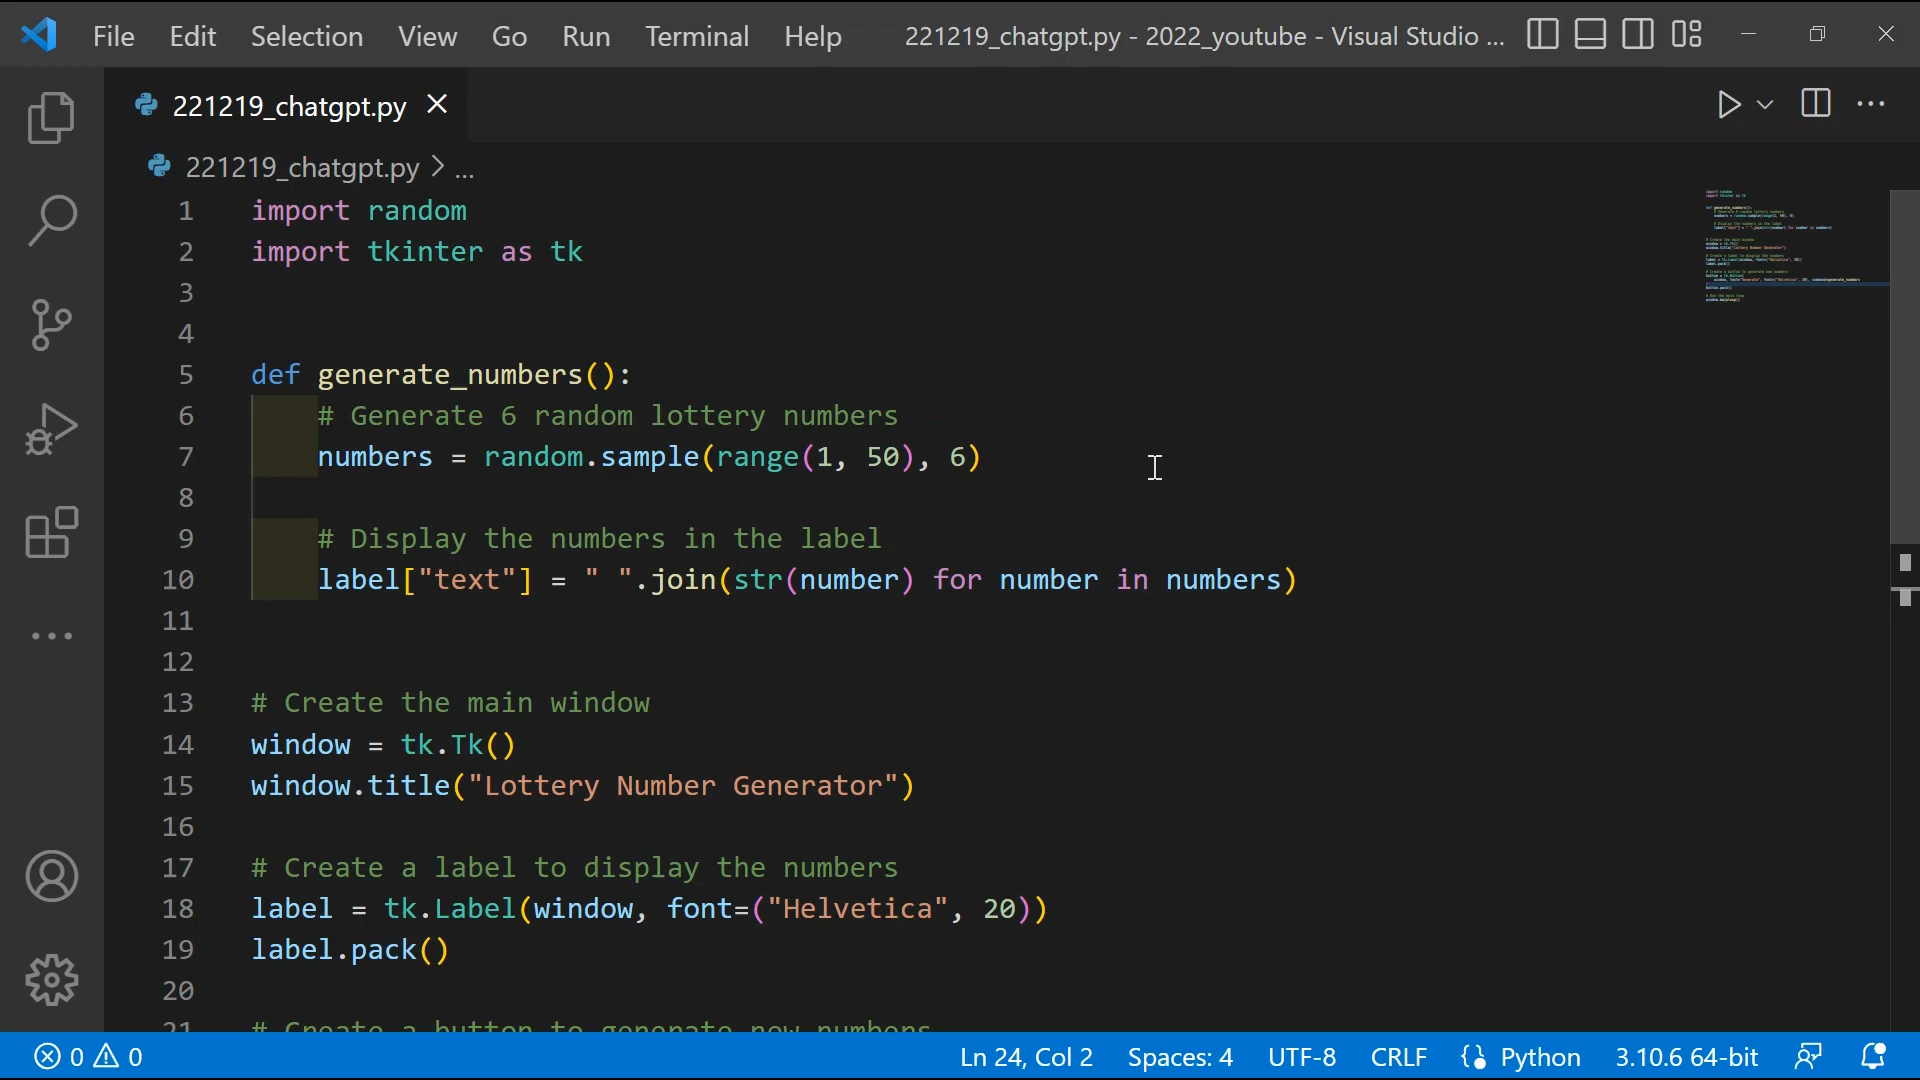 File Edit Selection View Go Run Terminal Help 221219_chatgpt.py - 2022_youtube - Visual Studio ...
221219_chatgpt.py
221219_chatgpt.py > ...
1 import random
2 import tkinter as tk
3
4
5 def generate_numbers():
6 # Generate 6 random lottery numbers
7 numbers = random.sample(range(1, 50), 6)
8
9 # Display the numbers in the label
10 label["text"] = " ".join(str(number) for number in numbers)
11
12
13 # Create the main window
14 window = tk.Tk()
15 window.title("Lottery Number Generator")
16
17 # Create a label to display the numbers
18 label = tk.Label(window, font=("Helvetica", 20))
19 label.pack()
20
21 # Create a button to generate new numbers
0 0 Ln 24, Col 2 Spaces: 4 UTF-8 CRLF Python 3.10.6 64-bit